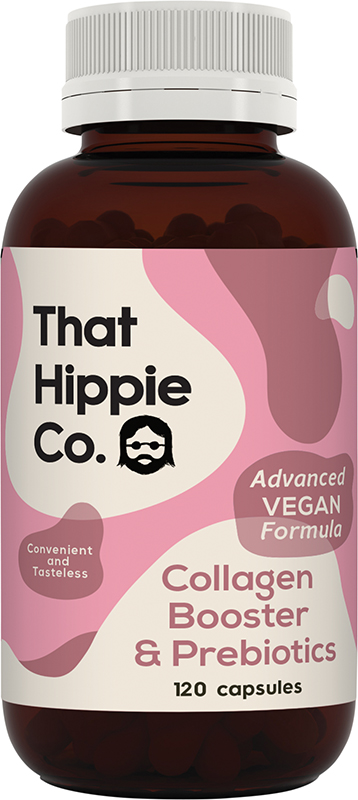 That
Hippie
Co.
Advanced
VEGAN
Formula
Convenient
and
Tasteless
Collagen
Booster
& Prebiotics
120 capsules